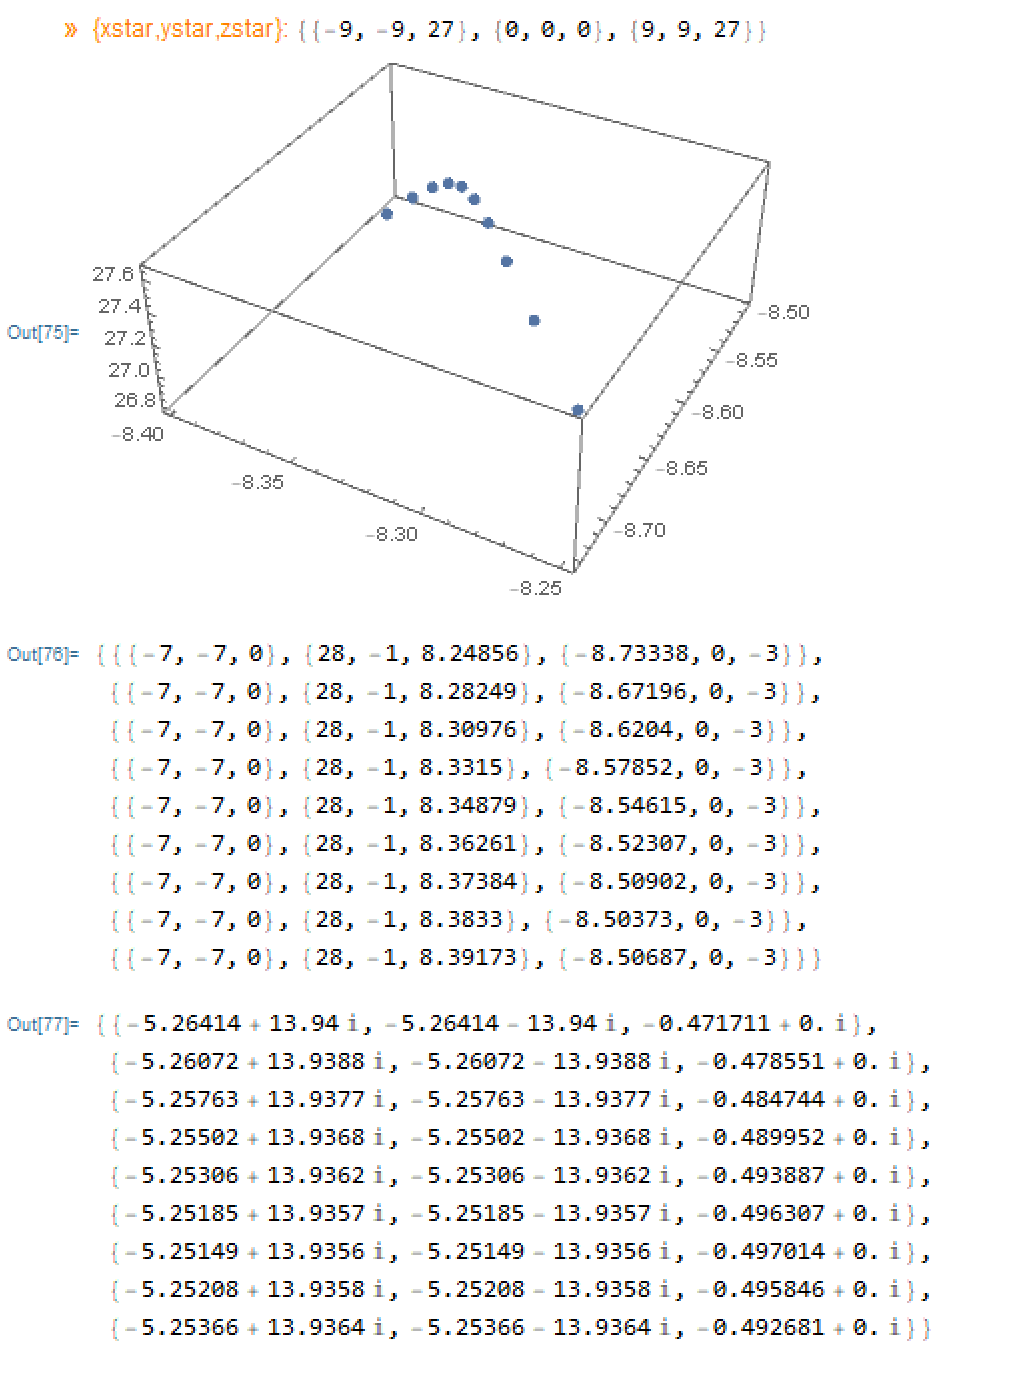 » {xstar,ystar,zstar}: {{-9, -9, 27}, {0, 0, 0}, {9, 9, 27}}
27.6
27.4
Out[75]=
27.2
27.0
26.8
-8.40
-8.35
-8.30
-8.25
-8.50
-8.55
-8.60
-8.65
-8.70
Out[76]= {{{-7, -7, 0}, {28, -1, 8.24856}, {-8.73338, 0, -3}},
{{-7, -7, 0}, {28, -1, 8.28249}, {-8.67196, 0, -3}},
{{-7, -7, 0}, {28, -1, 8.30976}, {-8.6204, 0, -3}},
{{-7, -7, 0}, {28, -1, 8.3315}, {-8.57852, 0, -3}},
{{-7, -7, 0}, {28, -1, 8.34879}, {-8.54615, 0, -3}},
{{-7, -7, 0}, {28, -1, 8.36261}, {-8.52307, 0, -3}},
{{-7, -7, 0}, {28, -1, 8.37384}, {-8.50902, 0, -3}},
{{-7, -7, 0}, {28, -1, 8.3833}, {-8.50373, 0, -3}},
{{-7, -7, 0}, {28, -1, 8.39173}, {-8.50687, 0, -3}}}
Out[77]= {{-5.26414 + 13.94 i, -5.26414 - 13.94 i, -0.471711 + 0. i},
{-5.26072 + 13.9388 i, -5.26072 - 13.9388 i, -0.478551 + 0. i},
{-5.25763 + 13.9377 i, -5.25763 - 13.9377 i, -0.484744 + 0. i},
{-5.25502 + 13.9368 i, -5.25502 - 13.9368 i, -0.489952 + 0. i},
{-5.25306 + 13.9362 i, -5.25306 - 13.9362 i, -0.493887 + 0. i},
{-5.25185 + 13.9357 i, -5.25185 - 13.9357 i, -0.496307 + 0. i},
{-5.25149 + 13.9356 i, -5.25149 - 13.9356 i, -0.497014 + 0. i},
{-5.25208 + 13.9358 i, -5.25208 - 13.9358 i, -0.495846 + 0. i},
{-5.25366 + 13.9364 i, -5.25366 - 13.9364 i, -0.492681 + 0. i}}